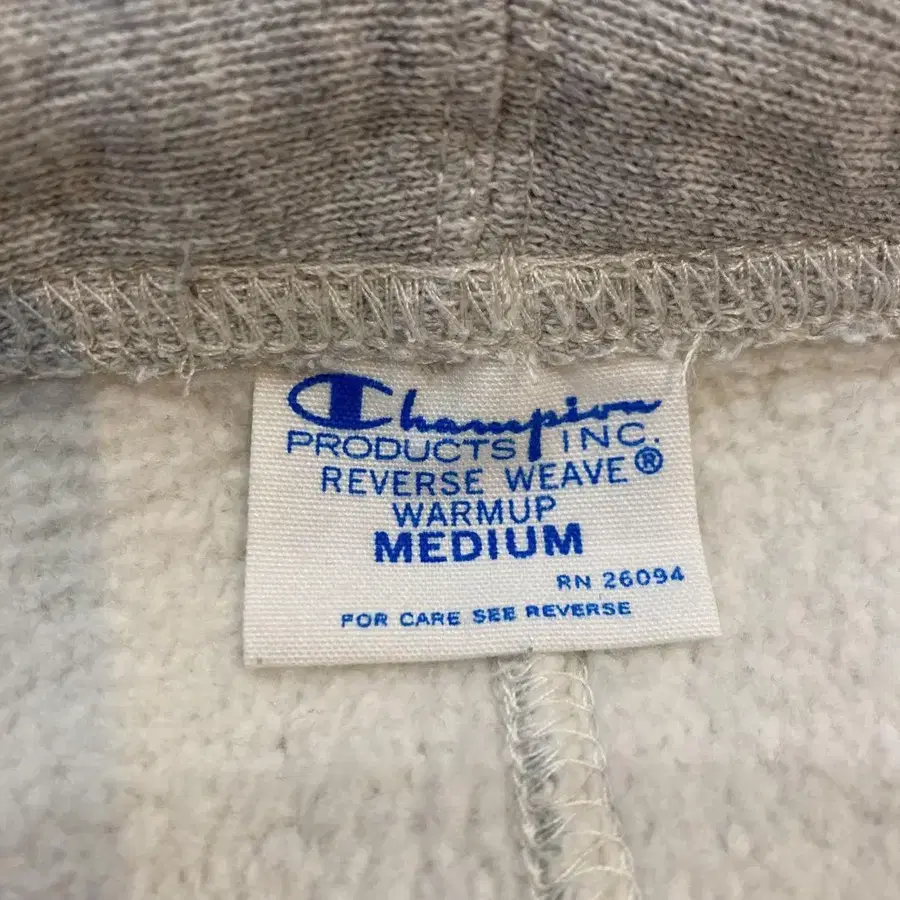 Champion
PRODUCTS INC.
REVERSE WEAVE®
WARMUP
MEDIUM
RN 26094
FOR CARE SEE REVERSE